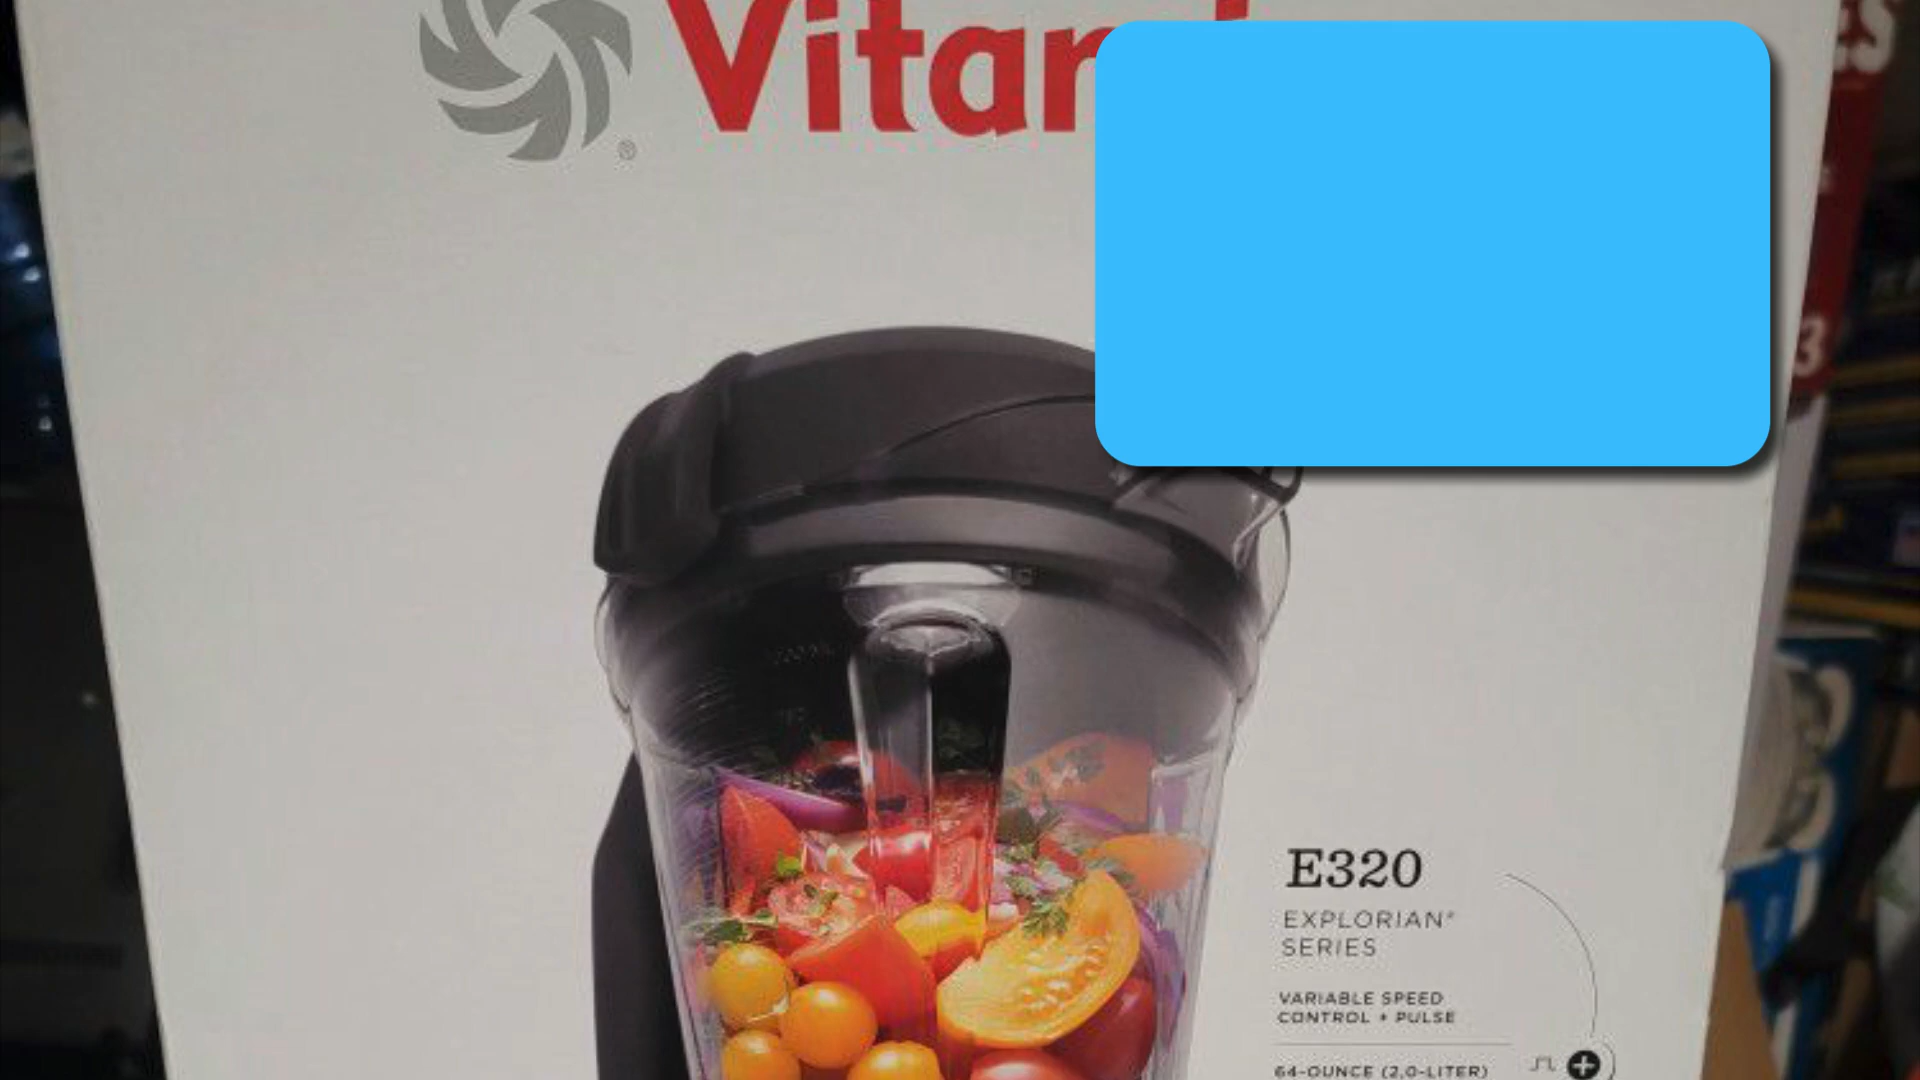 E320
EXPLORIAN®
SERIES
VARIABLE SPEED
CONTROL + PULSE
64-OUNCE (2.0-LITER)